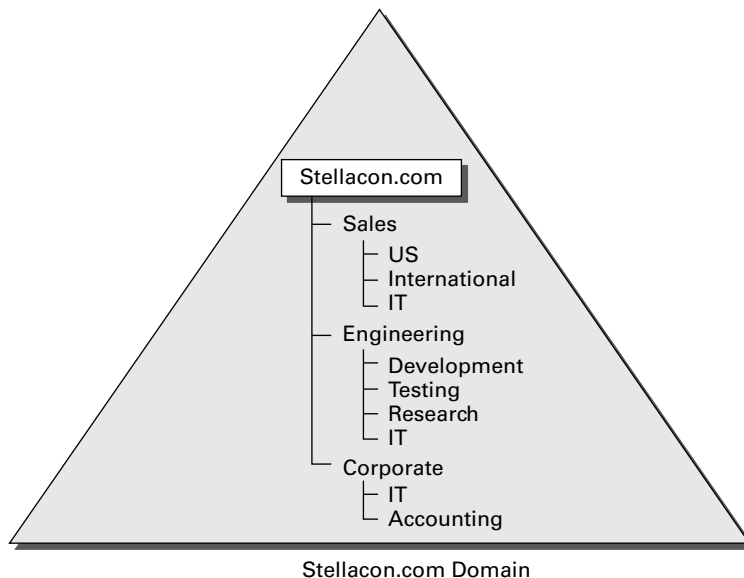 Stellacon.com
Sales
US
International
IT
Engineering
Development
Testing
Research
IT
Corporate
IT
Accounting
Stellacon.com Domain